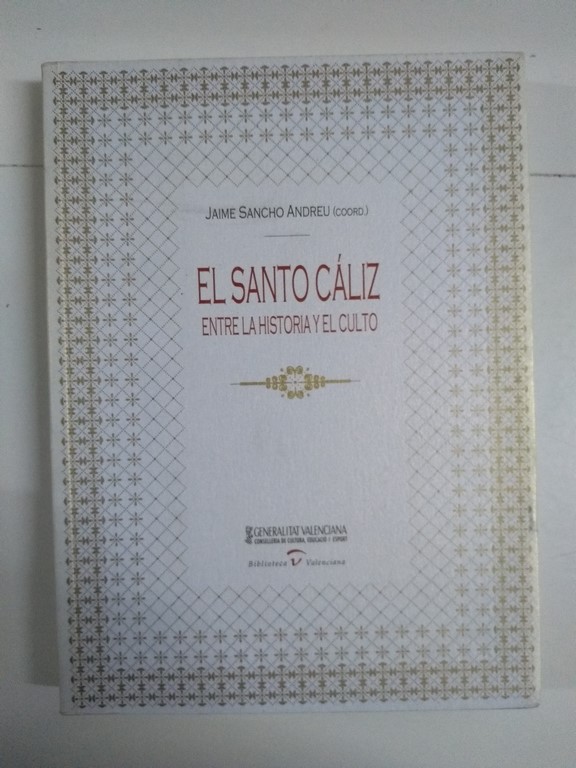 JAIME SANCHO ANDREU (COORD.)
EL SANTO CÁLIZ
ENTRE LA HISTORIA Y EL CULTO
GENERALITAT VALENCIANA
CONSELLERIA DE CULTURA, EDUCACIÓ I ESPORT
Biblioteca Valenciana